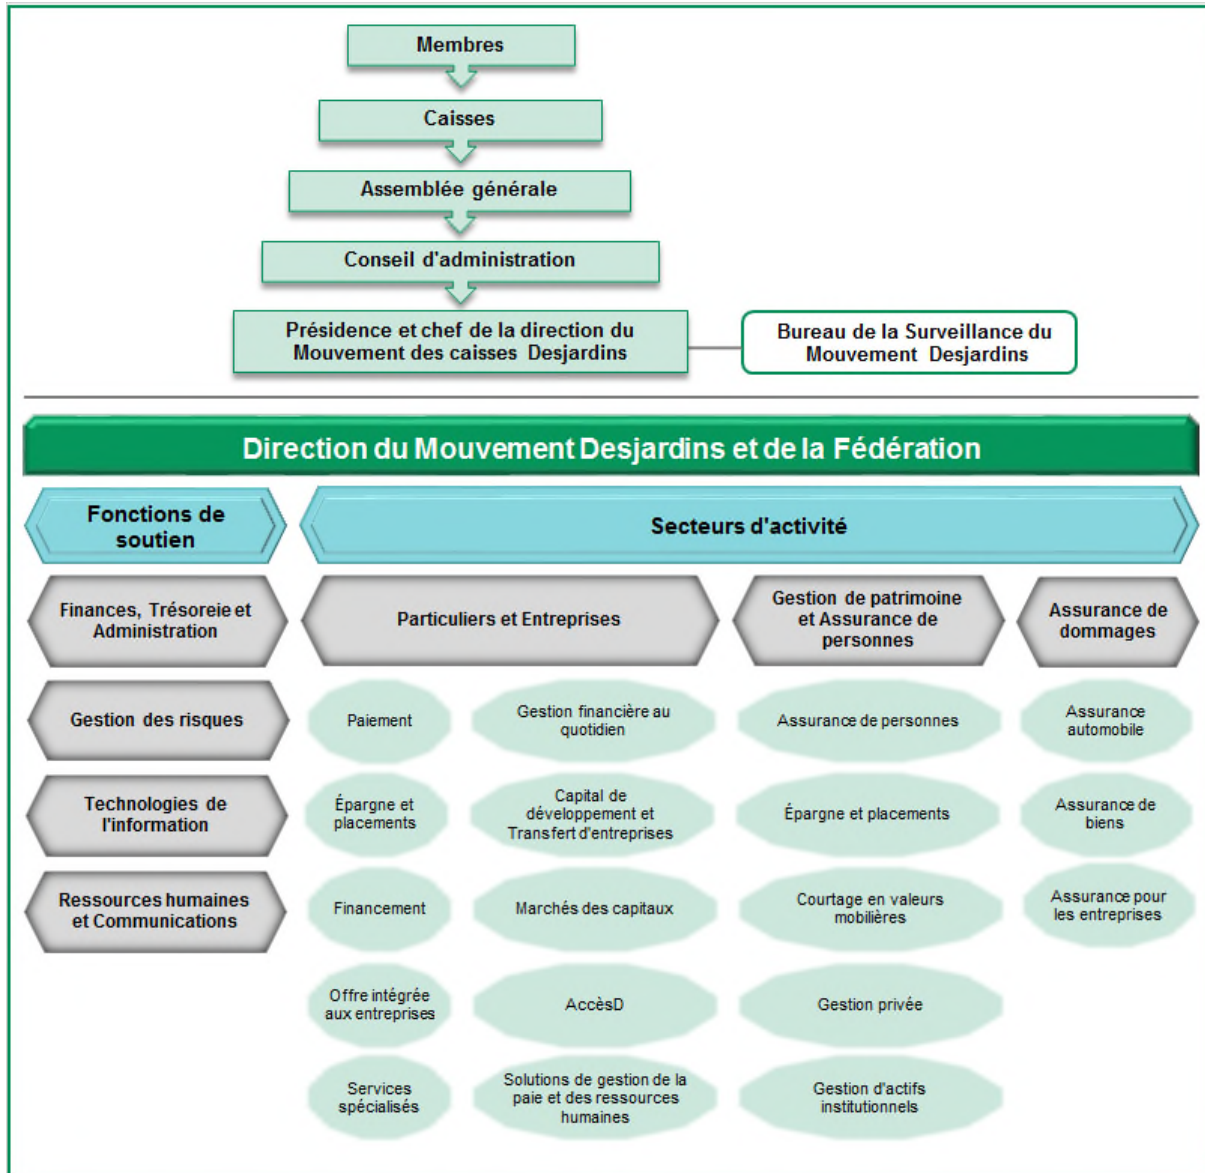 Membres
Caisses
Assemblée générale
Conseil d'administration
Présidence et chef de la direction du
Mouvement des caisses Desjardins
Bureau de la Surveillance du
Mouvement Desjardins
Direction du Mouvement Desjardins et de la Fédération
Fonctions de
soutien
Secteurs d'activité
Finances, Trésoreie et
Administration
Particuliers et Entreprises
Gestion de patrimoine
et Assurance de
personnes
Assurance de
dommages
Gestion des risques
Paiement
Gestion financière au
quotidien
Assurance de personnes
Assurance
automobile
Technologies de
l'information
Épargne et
placements
Capital de
développement et
Transfert d'entreprises
Épargne et placements
Assurance de
biens
Ressources humaines
et Communications
Financement
Marchés des capitaux
Courtage en valeurs
mobilières
Assurance pour
les entreprises
Offre intégrée
aux entreprises
AccèsD
Gestion privée
Services
spécialisés
Solutions de gestion de la
paie et des ressources
humaines
Gestion d'actifs
institutionnels